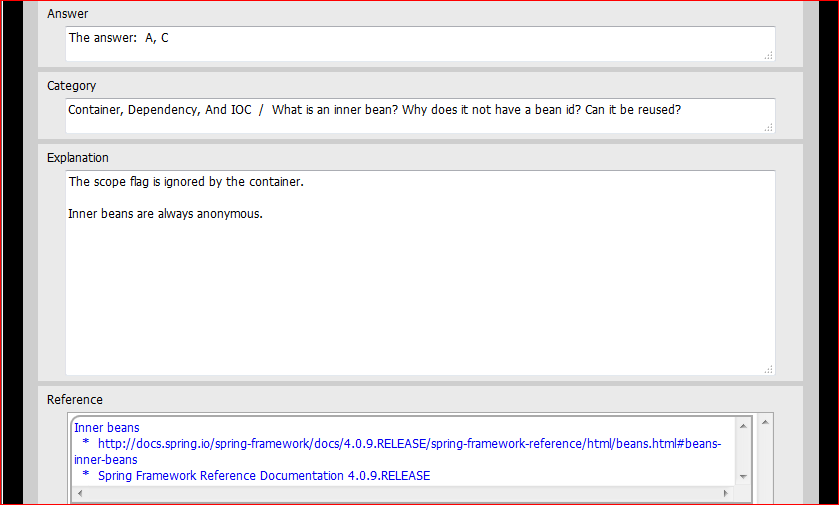 Answer
The answer:  A, C
Category
Container, Dependency, And IOC  /  What is an inner bean? Why does it not have a bean id? Can it be reused?
Explanation
The scope flag is ignored by the container.
Inner beans are always anonymous.
Reference
Inner beans
*  http://docs.spring.io/spring-framework/docs/4.0.9.RELEASE/spring-framework-reference/html/beans.html#beans-
inner-beans
*  Spring Framework Reference Documentation 4.0.9.RELEASE